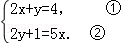 2x+y=4, ①
2y+1=5x. ②